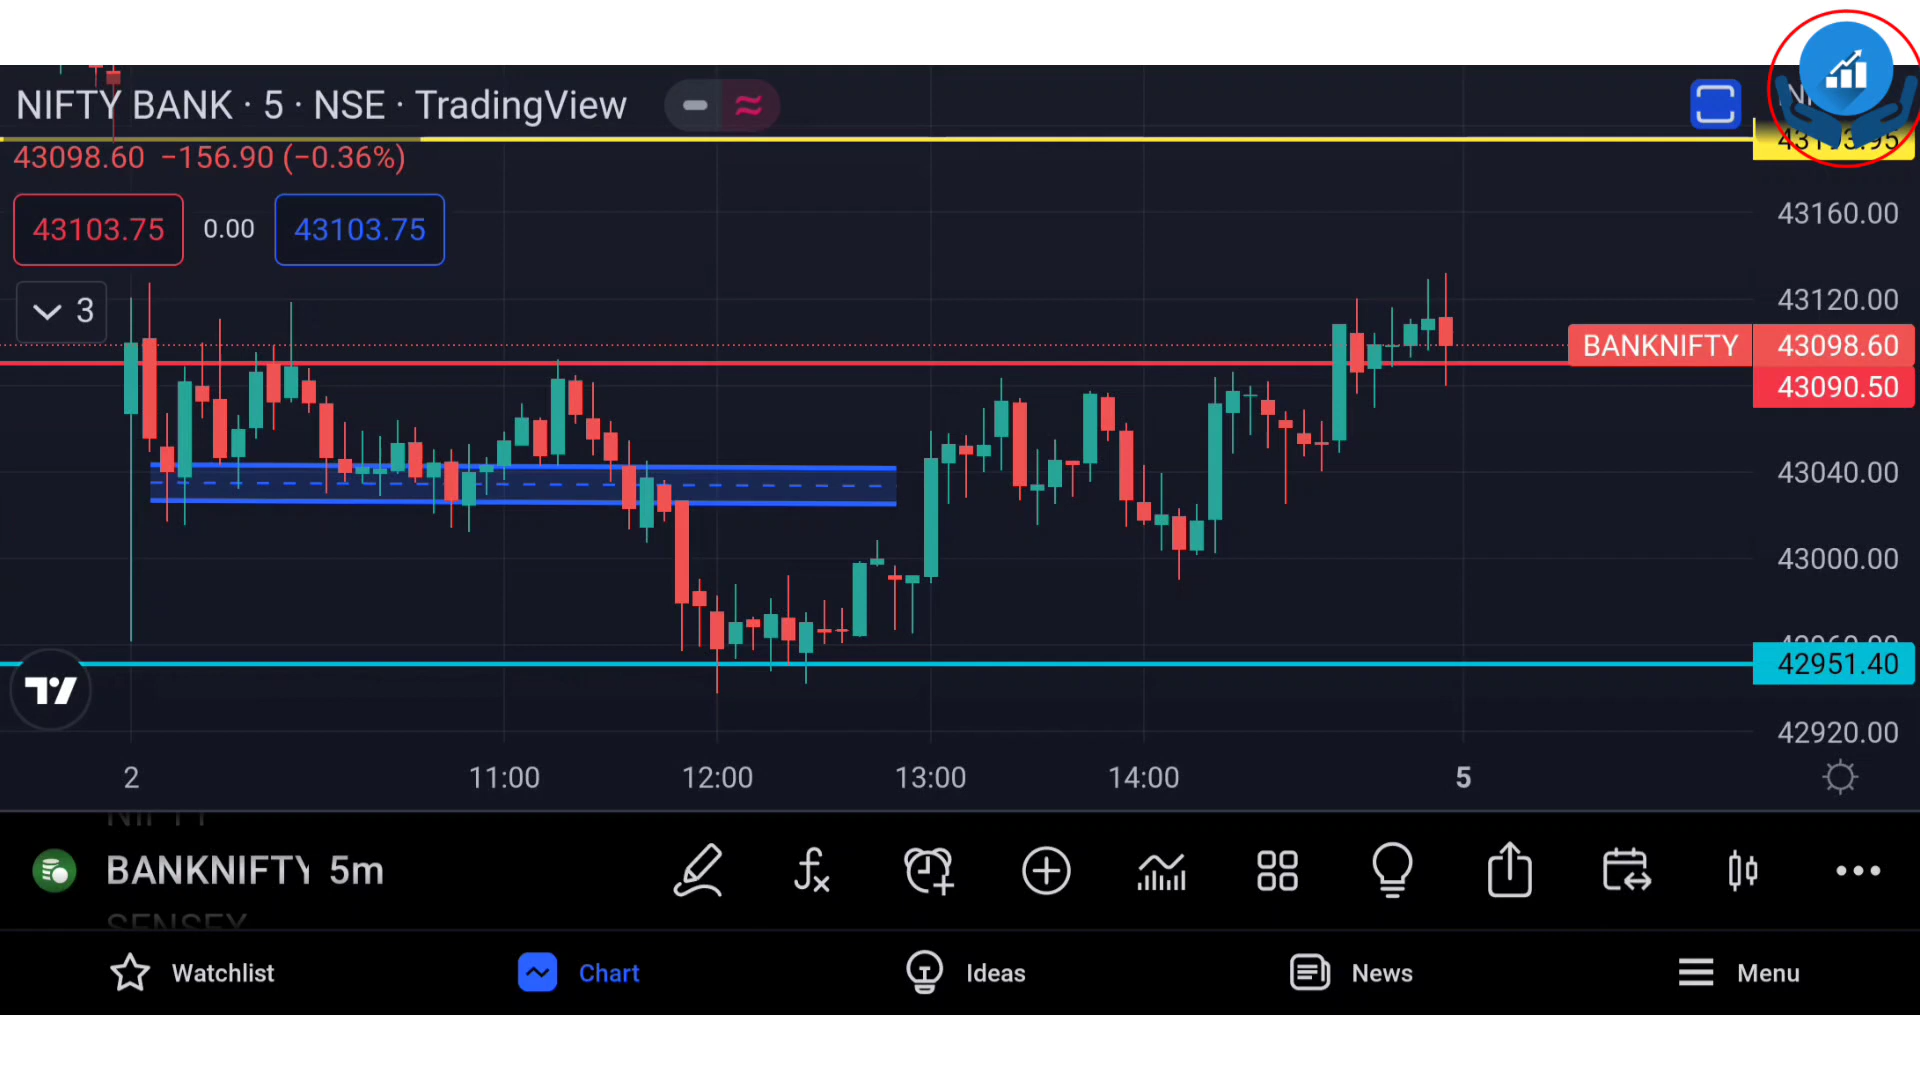 NIFTY BANK · 5 · NSE · TradingView
43098.60 −156.90 (−0.36%)
43103.75 0.00 43103.75
3
43160.00
43120.00
BANKNIFTY 43098.60
43090.50
43040.00
43000.00
42951.40
42920.00
2 11:00 12:00 13:00 14:00 5
NIFTY
BANKNIFTY 5m
SENSEX
Watchlist Chart Ideas News Menu